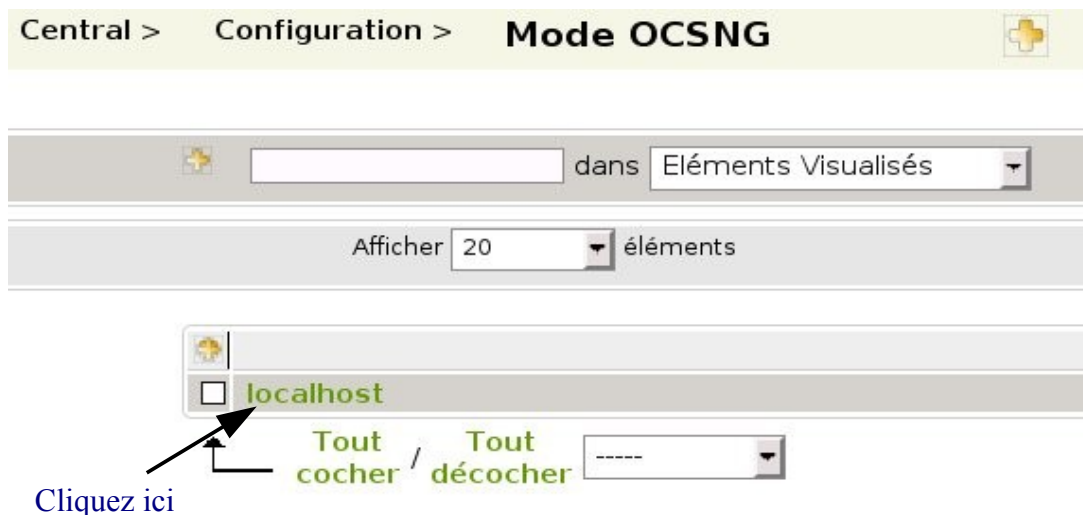 Central > Configuration > Mode OCSNG
dans Eléments Visualisés
Afficher 20 éléments
localhost
Tout cocher / Tout décocher -----
Cliquez ici